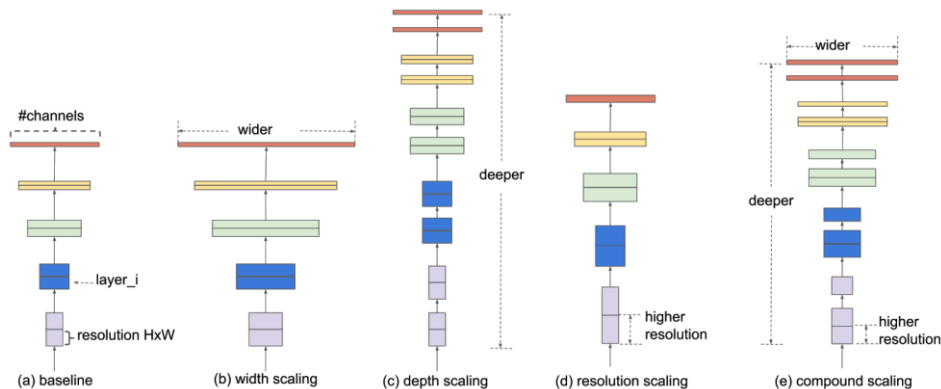 #channels
layer_i
resolution HxW
(a) baseline
wider
(b) width scaling
deeper
(c) depth scaling
higher
resolution
(d) resolution scaling
wider
deeper
higher
resolution
(e) compound scaling